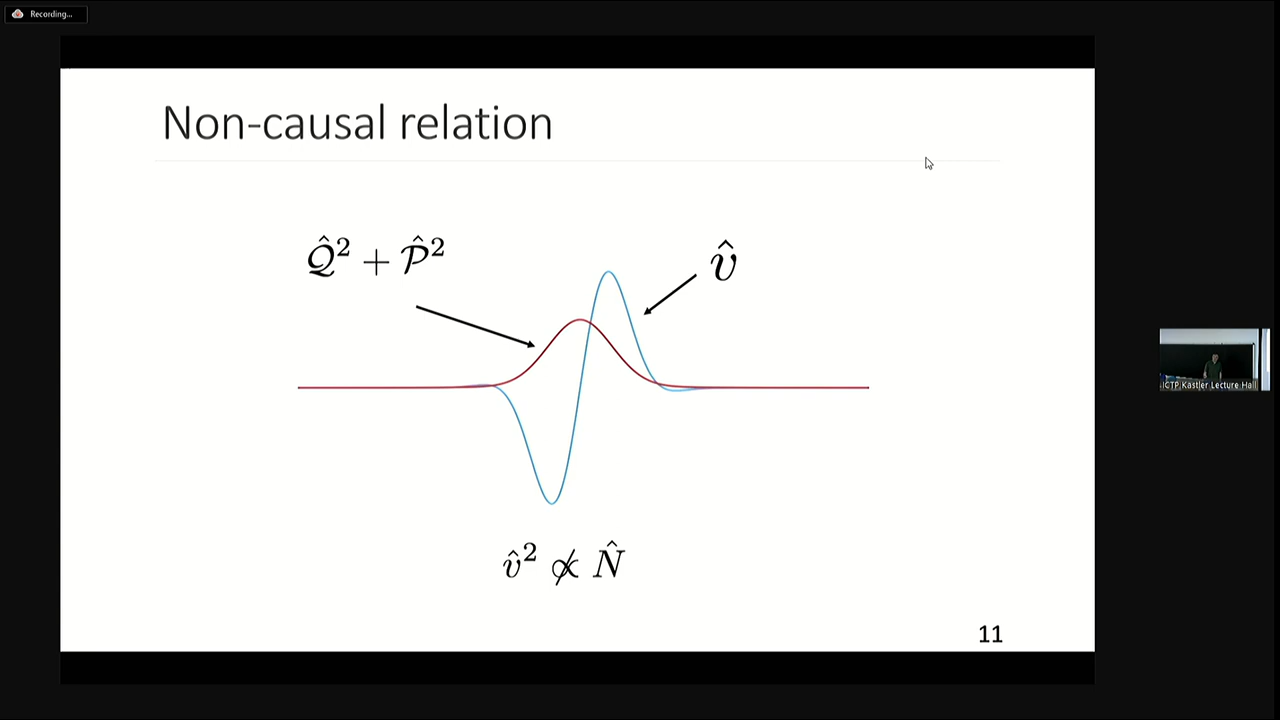 Recording...
Non-causal relation
𝒬̂² + 𝒫̂²
v̂
v̂² ∝̸ N̂
11
ICTP Kastler Lecture Hall